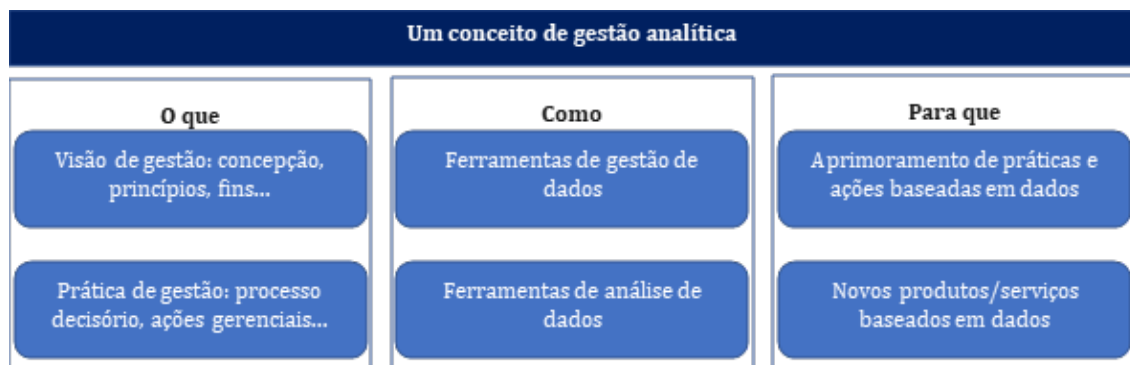 Um conceito de gestão analítica
O que
Visão de gestão: concepção,
princípios, fins...
Prática de gestão: processo
decisório, ações gerenciais...
Como
Ferramentas de gestão de
dados
Ferramentas de análise de
dados
Para que
Aprimoramento de práticas e
ações baseadas em dados
Novos produtos/serviços
baseados em dados